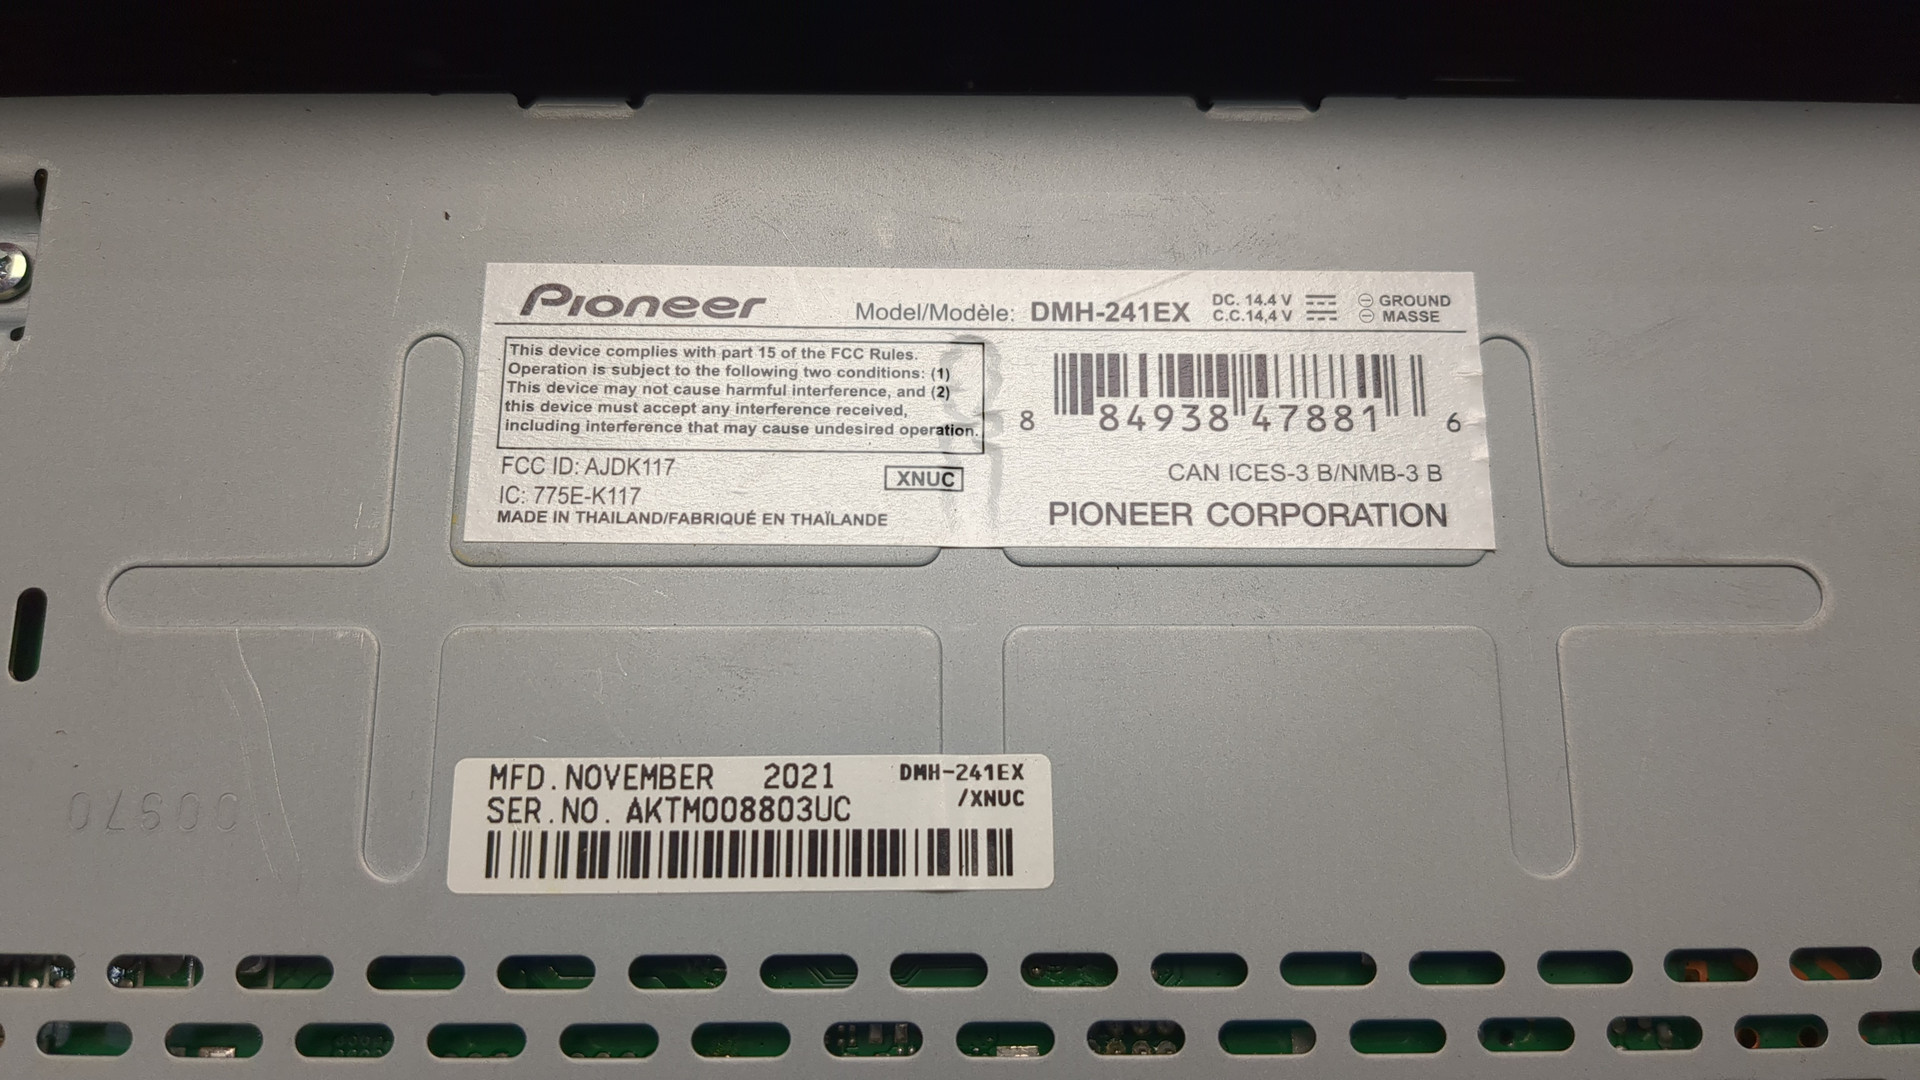 Pioneer Model/Modèle: DMH-241EX DC. 14.4 V ⎓ ⊖ GROUND
C.C.14,4 V ⎓ ⊖ MASSE
This device complies with part 15 of the FCC Rules.
Operation is subject to the following two conditions: (1)
This device may not cause harmful interference, and (2)
this device must accept any interference received,
including interference that may cause undesired operation.
8 84938 47881 6
FCC ID: AJDK117
IC: 775E-K117
XNUC
MADE IN THAILAND/FABRIQUÉ EN THAÏLANDE
CAN ICES-3 B/NMB-3 B
PIONEER CORPORATION
MFD. NOVEMBER 2021 DMH-241EX
/XNUC
SER.NO. AKTM008803UC